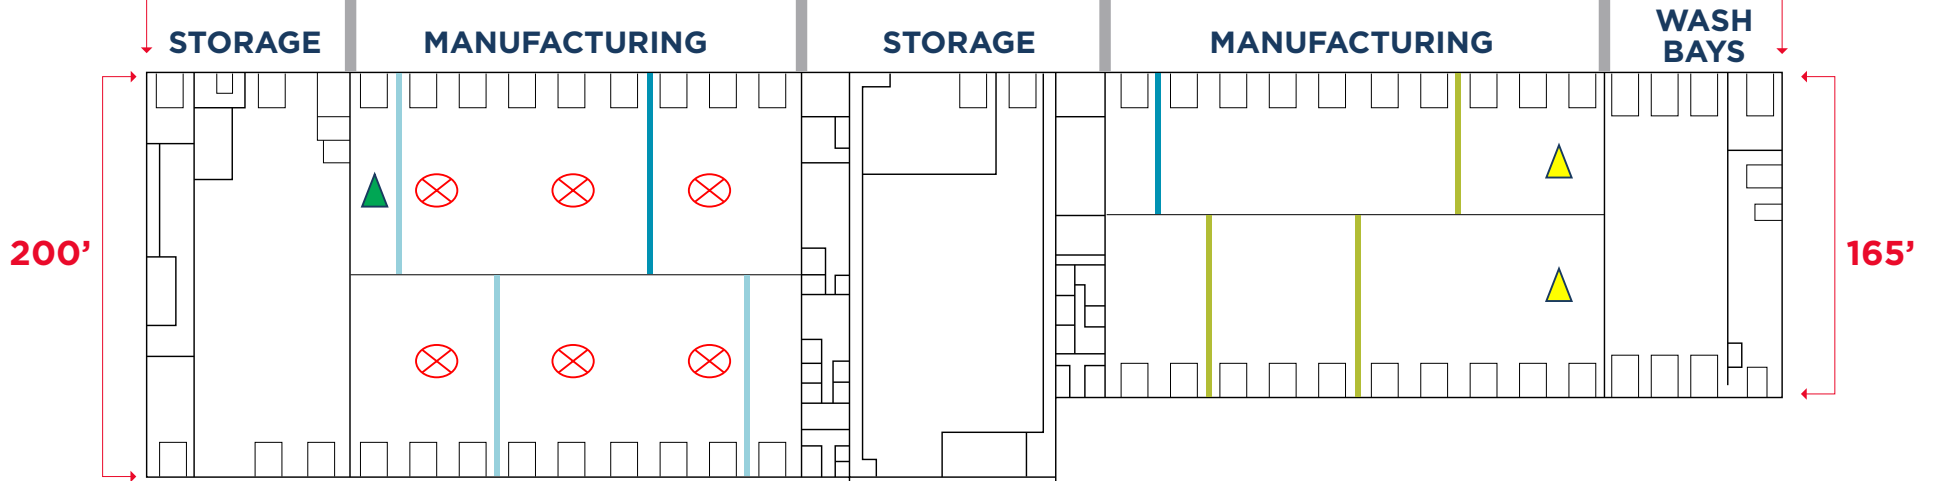 STORAGE
MANUFACTURING
STORAGE
MANUFACTURING
WASH
BAYS
200’
165’